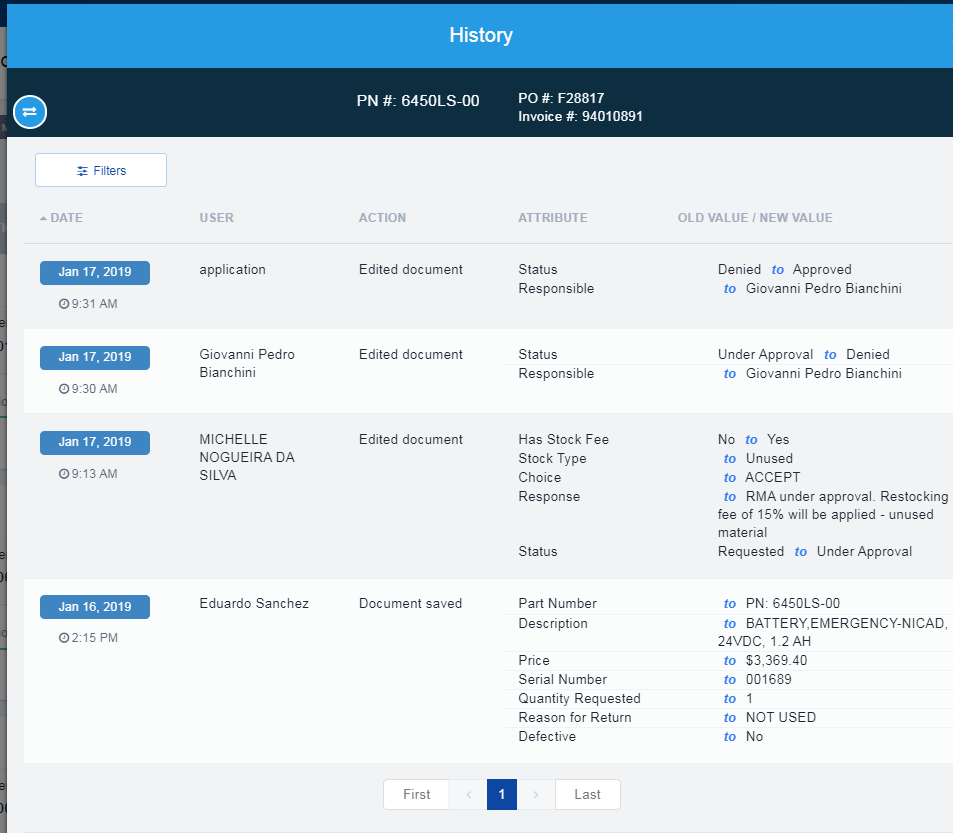 History
PN #: 6450LS-00
PO #: F28817
Invoice #: 94010891
Filters
DATE USER ACTION ATTRIBUTE OLD VALUE / NEW VALUE
Jan 17, 2019 application Edited document Status Denied to Approved
Responsible to Giovanni Pedro Bianchini
9:31 AM
Jan 17, 2019 Giovanni Pedro Edited document Status Under Approval to Denied
Bianchini Responsible to Giovanni Pedro Bianchini
9:30 AM
Jan 17, 2019 MICHELLE Edited document Has Stock Fee No to Yes
NOGUEIRA DA Stock Type to Unused
9:13 AM SILVA Choice to ACCEPT
Response to RMA under approval. Restocking
fee of 15% will be applied - unused
material
Status Requested to Under Approval
Jan 16, 2019 Eduardo Sanchez Document saved Part Number to PN: 6450LS-00
Description to BATTERY,EMERGENCY-NICAD,
2:15 PM 24VDC, 1.2 AH
Price to $3,369.40
Serial Number to 001689
Quantity Requested to 1
Reason for Return to NOT USED
Defective to No
First ‹ 1 › Last